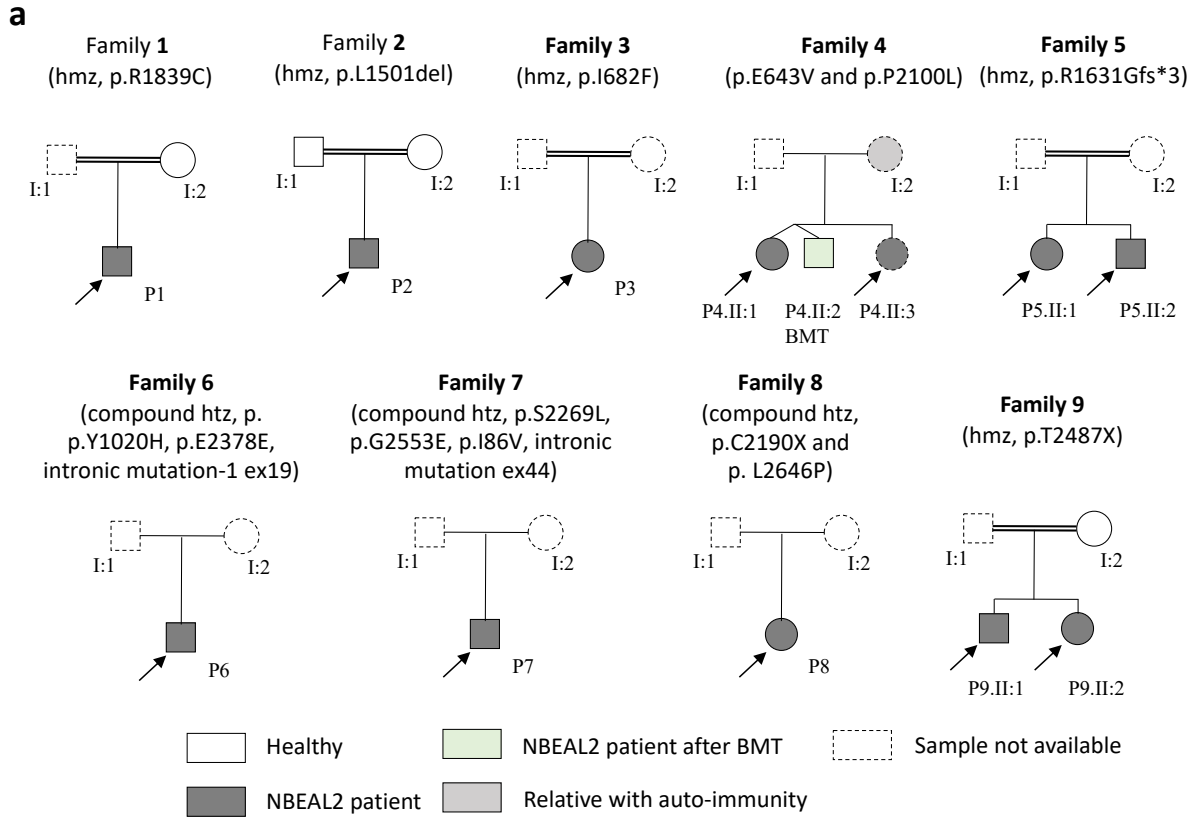 a
Family 1
(hmz, p.R1839C)
Family 2
(hmz, p.L1501del)
Family 3
(hmz, p.I682F)
Family 4
(p.E643V and p.P2100L)
Family 5
(hmz, p.R1631Gfs*3)
I:1
I:2
P1
I:1
I:2
P2
I:1
I:2
P3
I:1
I:2
P4.II:1
P4.II:2
BMT
P4.II:3
I:1
I:2
P5.II:1
P5.II:2
Family 6
(compound htz, p.
p.Y1020H, p.E2378E,
intronic mutation-1 ex19)
Family 7
(compound htz, p.S2269L,
p.G2553E, p.I86V, intronic
mutation ex44)
Family 8
(compound htz,
p.C2190X and
p. L2646P)
Family 9
(hmz, p.T2487X)
I:1
I:2
P6
I:1
I:2
P7
I:1
I:2
P8
I:1
I:2
P9.II:1
P9.II:2
Healthy
NBEAL2 patient after BMT
Sample not available
NBEAL2 patient
Relative with auto-immunity